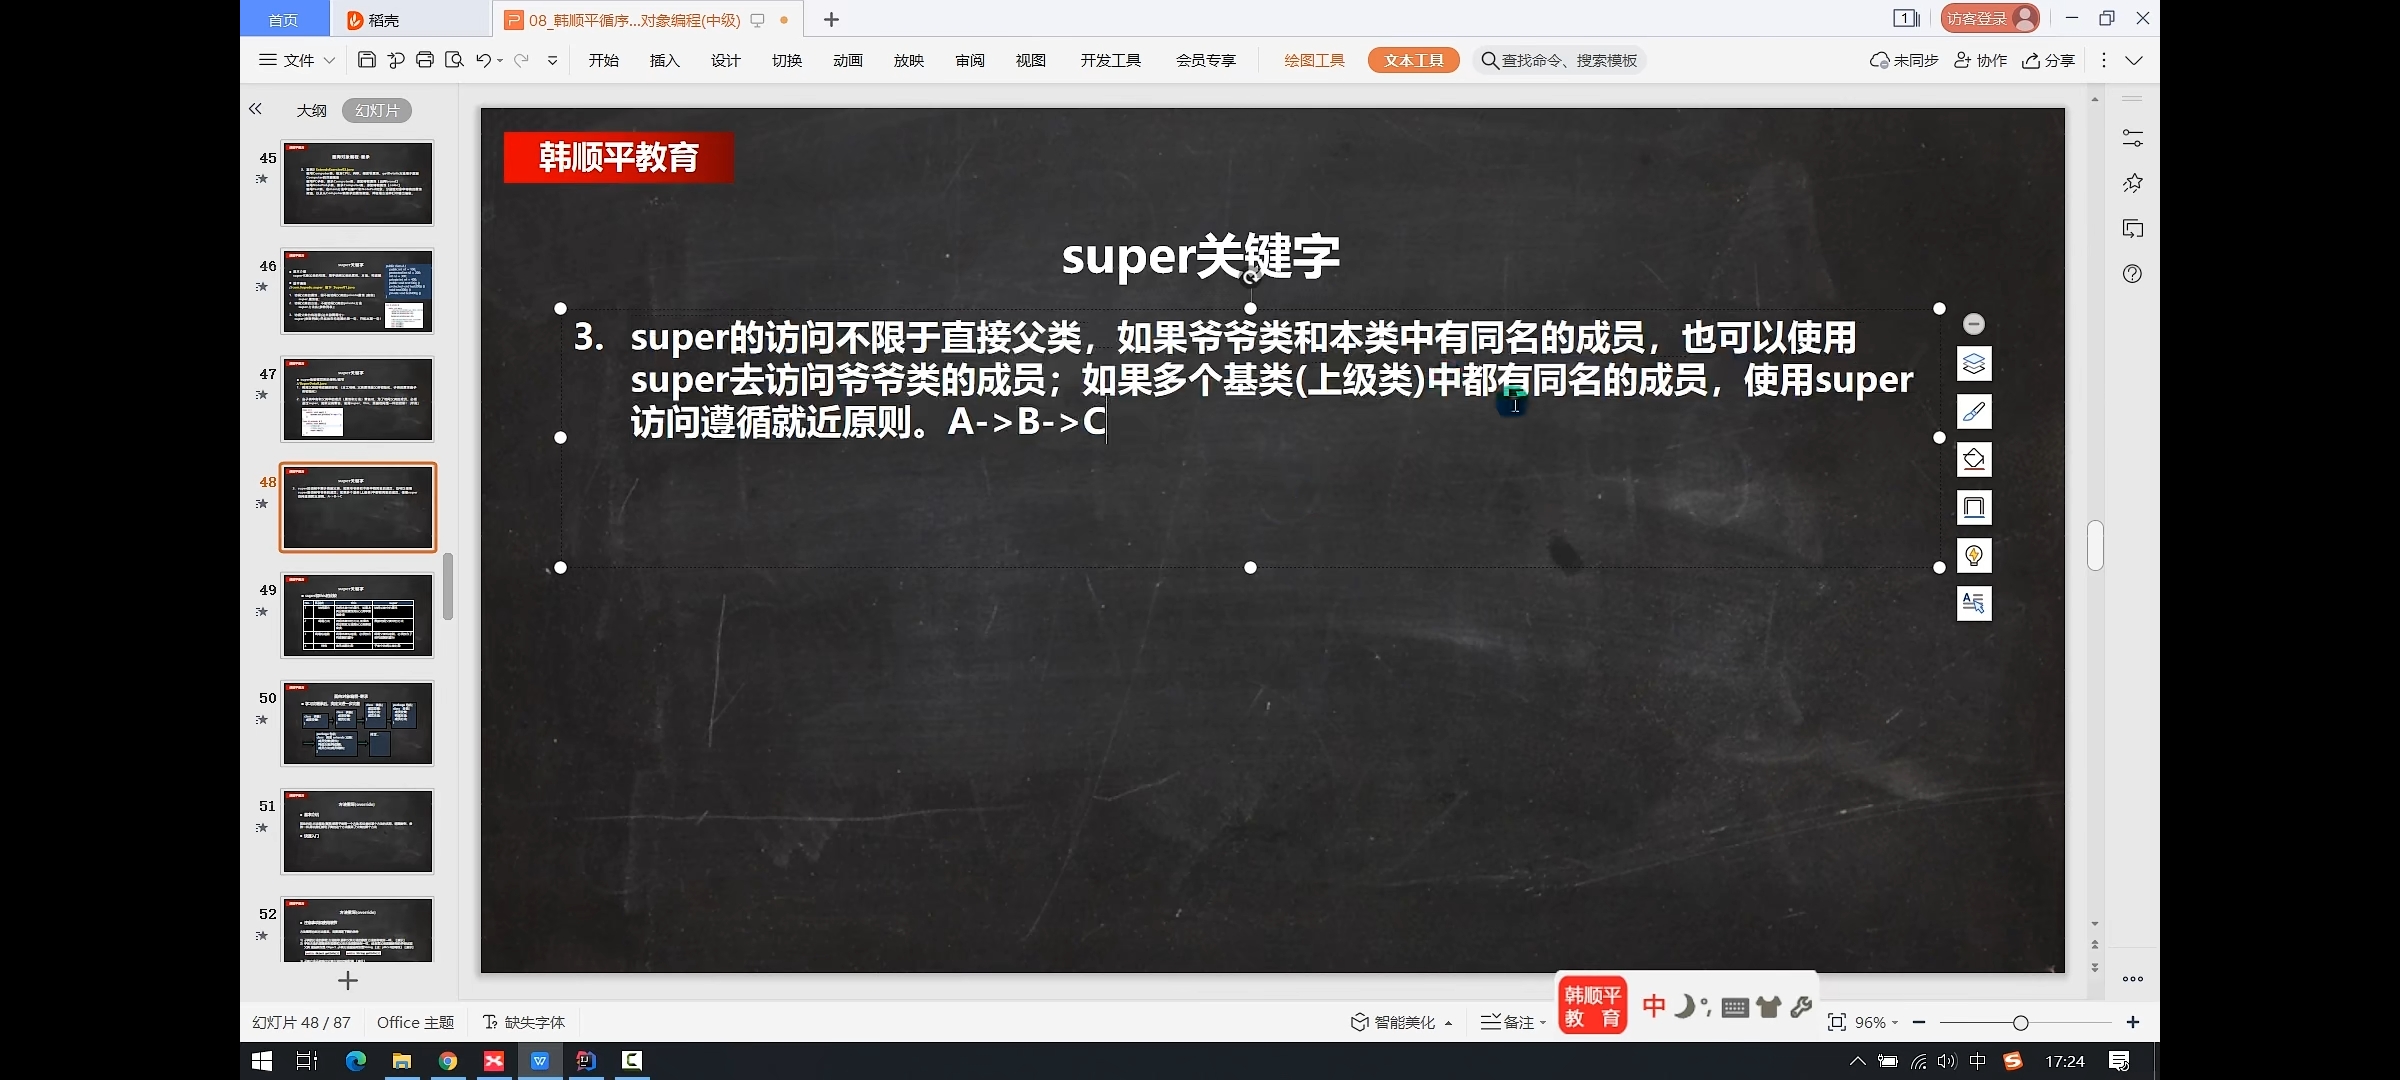 首页
稻壳
08_韩顺平循序...对象编程(中级)
1
访客登录
文件
开始
插入
设计
切换
动画
放映
审阅
视图
开发工具
会员专享
绘图工具
文本工具
查找命令、搜索模板
未同步
协作
分享
大纲
幻灯片
45
46
47
48
49
50
51
52
韩顺平教育
super关键字
3. super的访问不限于直接父类，如果爷爷类和本类中有同名的成员，也可以使用
super去访问爷爷类的成员；如果多个基类(上级类)中都有同名的成员，使用super
访问遵循就近原则。A->B->C
韩顺平
教 育
中
幻灯片 48 / 87
Office 主题
缺失字体
智能美化
备注
96%
中
17:24